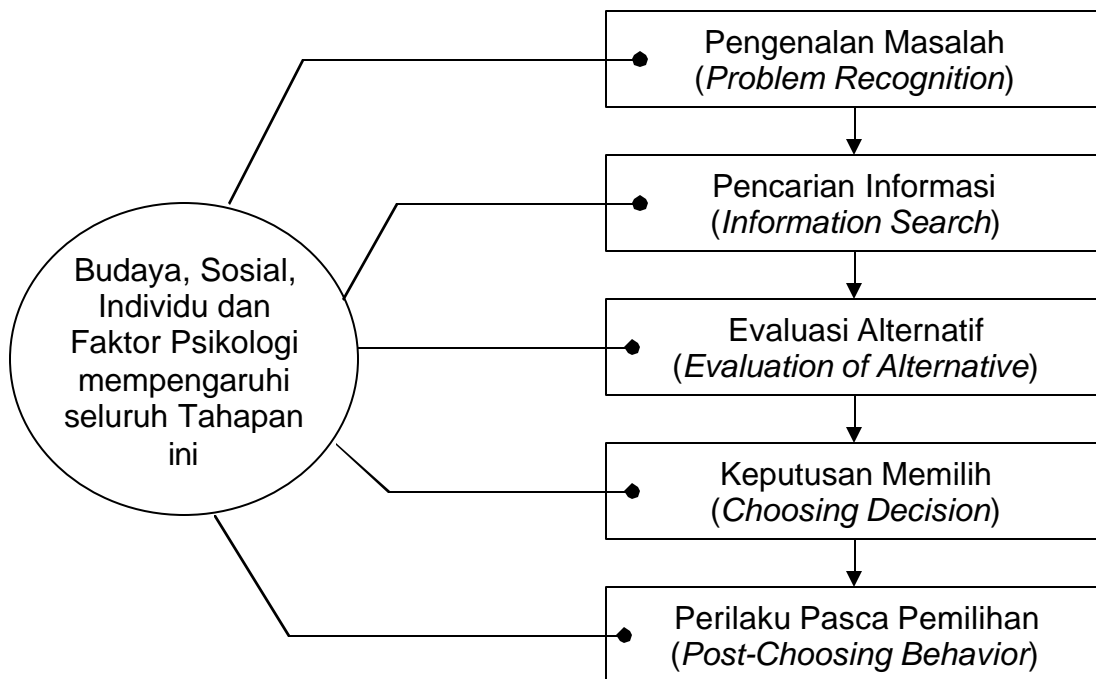 Budaya, Sosial,
Individu dan
Faktor Psikologi
mempengaruhi
seluruh Tahapan
ini
Pengenalan Masalah
(Problem Recognition)
Pencarian Informasi
(Information Search)
Evaluasi Alternatif
(Evaluation of Alternative)
Keputusan Memilih
(Choosing Decision)
Perilaku Pasca Pemilihan
(Post-Choosing Behavior)